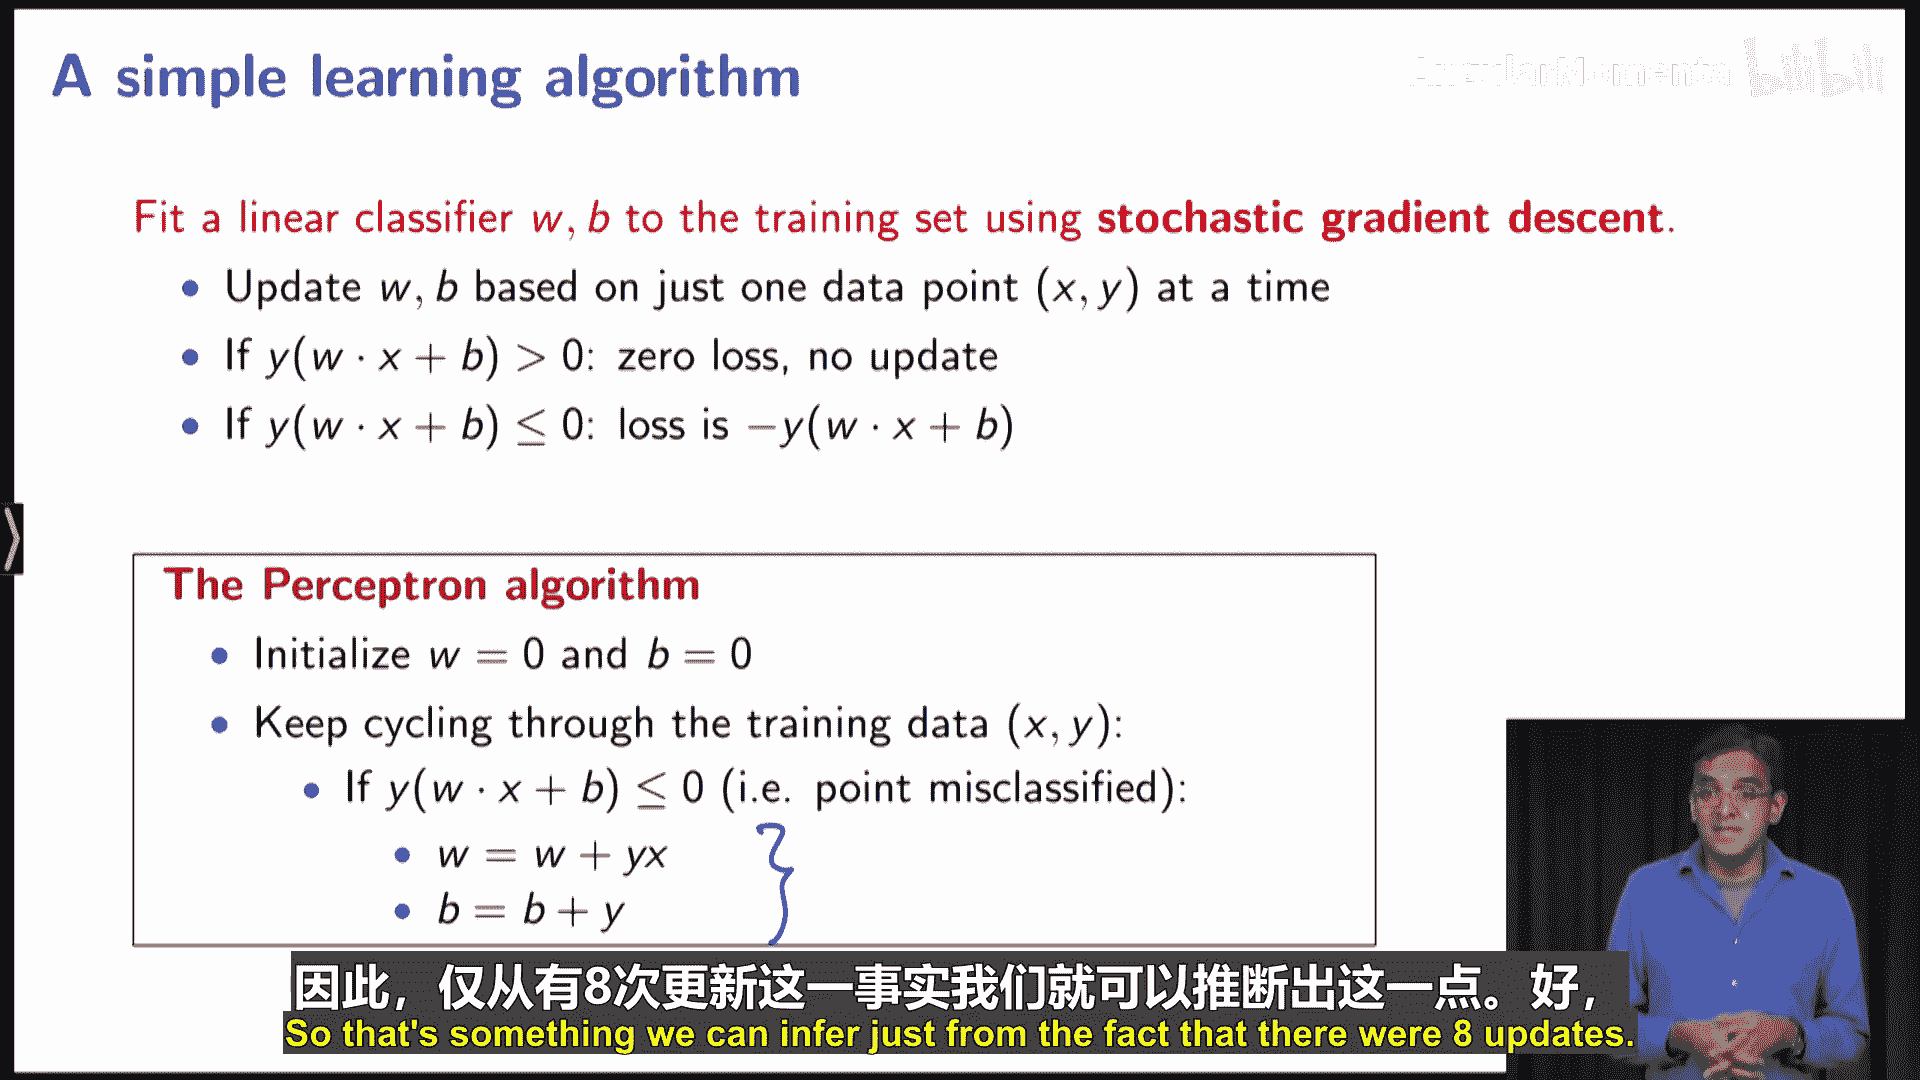 A simple learning algorithm
bilibili
Fit a linear classifier w, b to the training set using stochastic gradient descent.
• Update w, b based on just one data point (x, y) at a time
• If y(w · x + b) > 0: zero loss, no update
• If y(w · x + b) ≤ 0: loss is −y(w · x + b)
The Perceptron algorithm
• Initialize w = 0 and b = 0
• Keep cycling through the training data (x, y):
• If y(w · x + b) ≤ 0 (i.e. point misclassified):
• w = w + yx
• b = b + y
因此，仅从有8次更新这一事实我们就可以推断出这一点。好，
So that's something we can infer just from the fact that there were 8 updates.